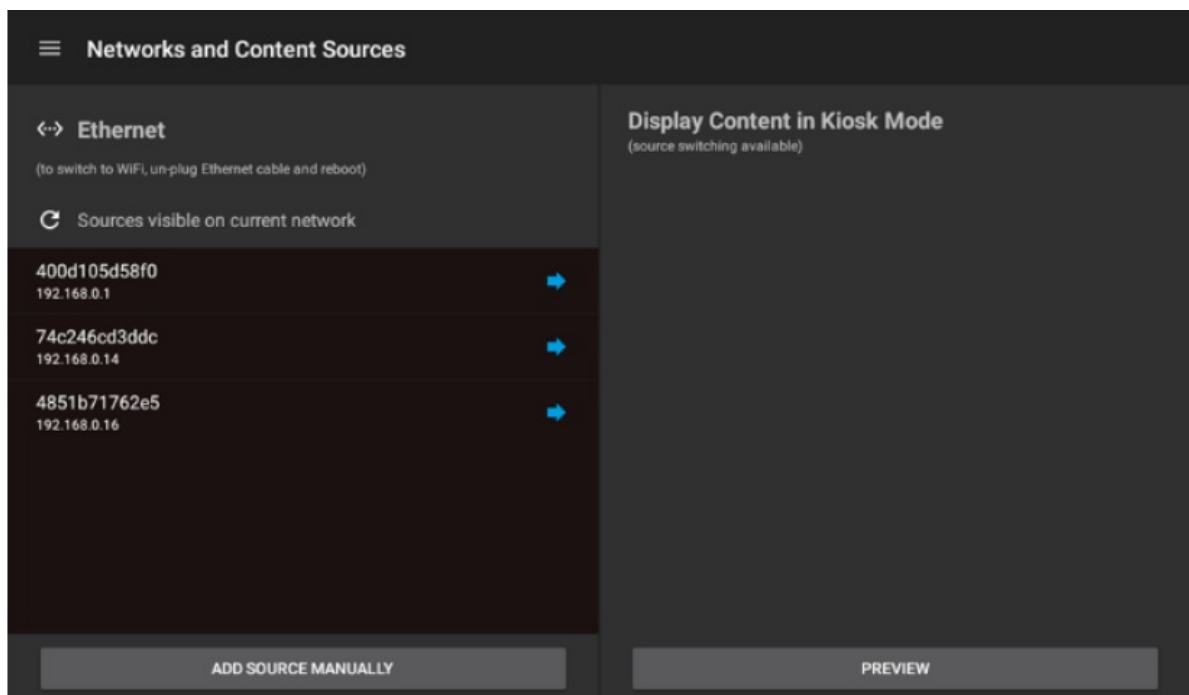 Networks and Content Sources
Ethernet
(to switch to WiFi, un-plug Ethernet cable and reboot)
Sources visible on current network
400d105d58f0
192.168.0.1
74c246cd3ddc
192.168.0.14
4851b71762e5
192.168.0.16
ADD SOURCE MANUALLY
Display Content in Kiosk Mode
(source switching available)
PREVIEW